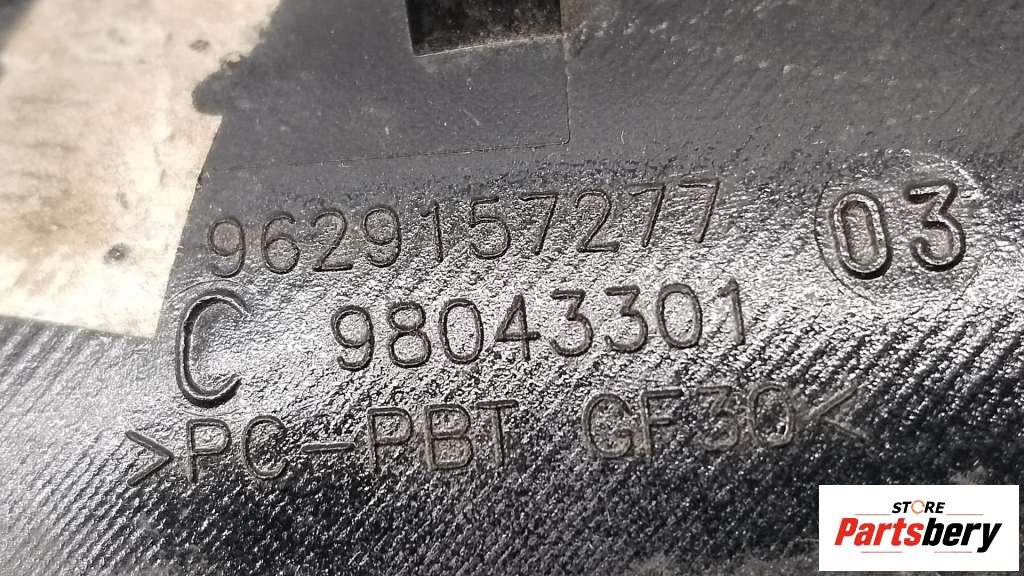 9629157277 03
C 98043301
>PC-PBT GF30<
STORE
Partsbery